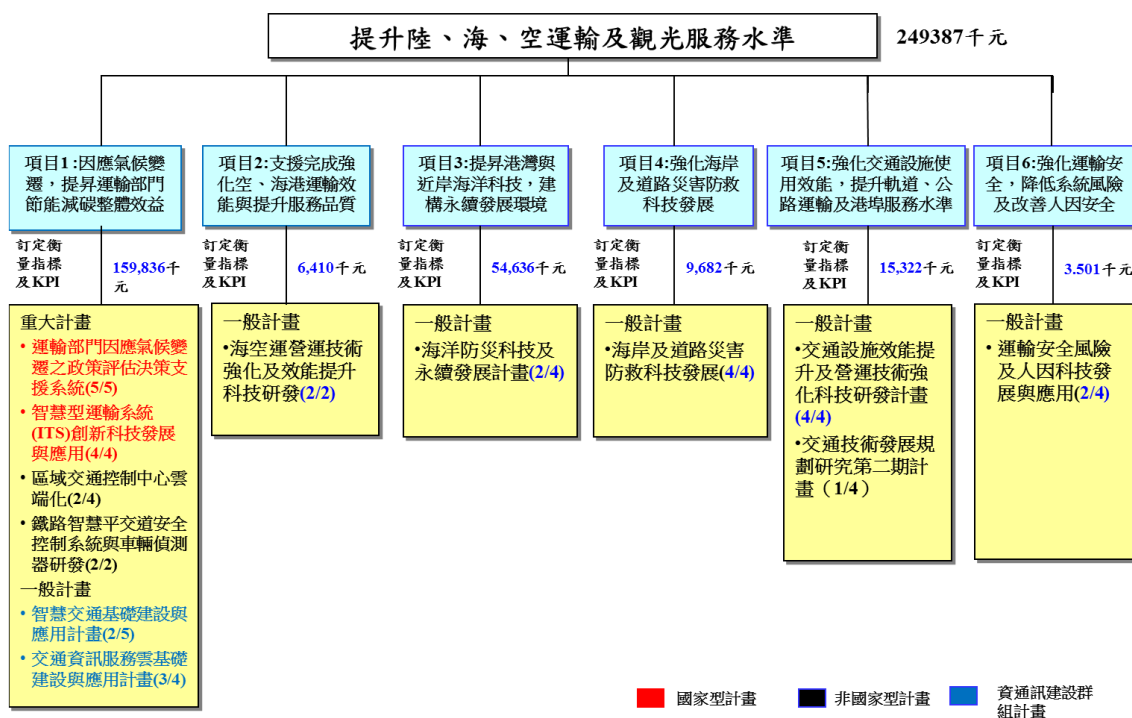 提升陸、海、空運輸及觀光服務水準
249387千元
項目1:因應氣候變
遷，提昇運輸部門
節能減碳整體效益
訂定衡
量指標
及KPI
159,836千
元
重大計畫
•運輸部門因應氣候變
遷之政策評估決策支
援系統(5/5)
•智慧型運輸系統
(ITS)創新科技發展
與應用(4/4)
•區域交通控制中心雲
端化(2/4)
•鐵路智慧平交道安全
控制系統與車輛偵測
器研發(2/2)
一般計畫
•智慧交通基礎建設與
應用計畫(2/5)
•交通資訊服務雲基礎
建設與應用計畫(3/4)
項目2:支援完成強
化空、海港運輸效
能與提升服務品質
訂定衡
量指標
及KPI
6,410千元
一般計畫
•海空運營運技術
強化及效能提升
科技研發(2/2)
項目3:提昇港灣與
近岸海洋科技，建
構永續發展環境
訂定衡
量指標
及KPI
54,636千元
一般計畫
•海洋防災科技及
永續發展計畫(2/4)
項目4:強化海岸
及道路災害防救
科技發展
訂定衡
量指標
及KPI
9,682千元
一般計畫
•海岸及道路災害
防救科技發展(4/4)
項目5:強化交通設施使
用效能，提升軌道、公
路運輸及港埠服務水準
訂定衡
量指標
及KPI
15,322千元
一般計畫
•交通設施效能提
升及營運技術強
化科技研發計畫
(4/4)
•交通技術發展規
劃研究第二期計
畫（1/4）
項目6:強化運輸安
全，降低系統風險
及改善人因安全
訂定衡
量指標
及KPI
3.501千元
一般計畫
•運輸安全風險
及人因科技發
展與應用(2/4)
國家型計畫
非國家型計畫
資通訊建設群
組計畫